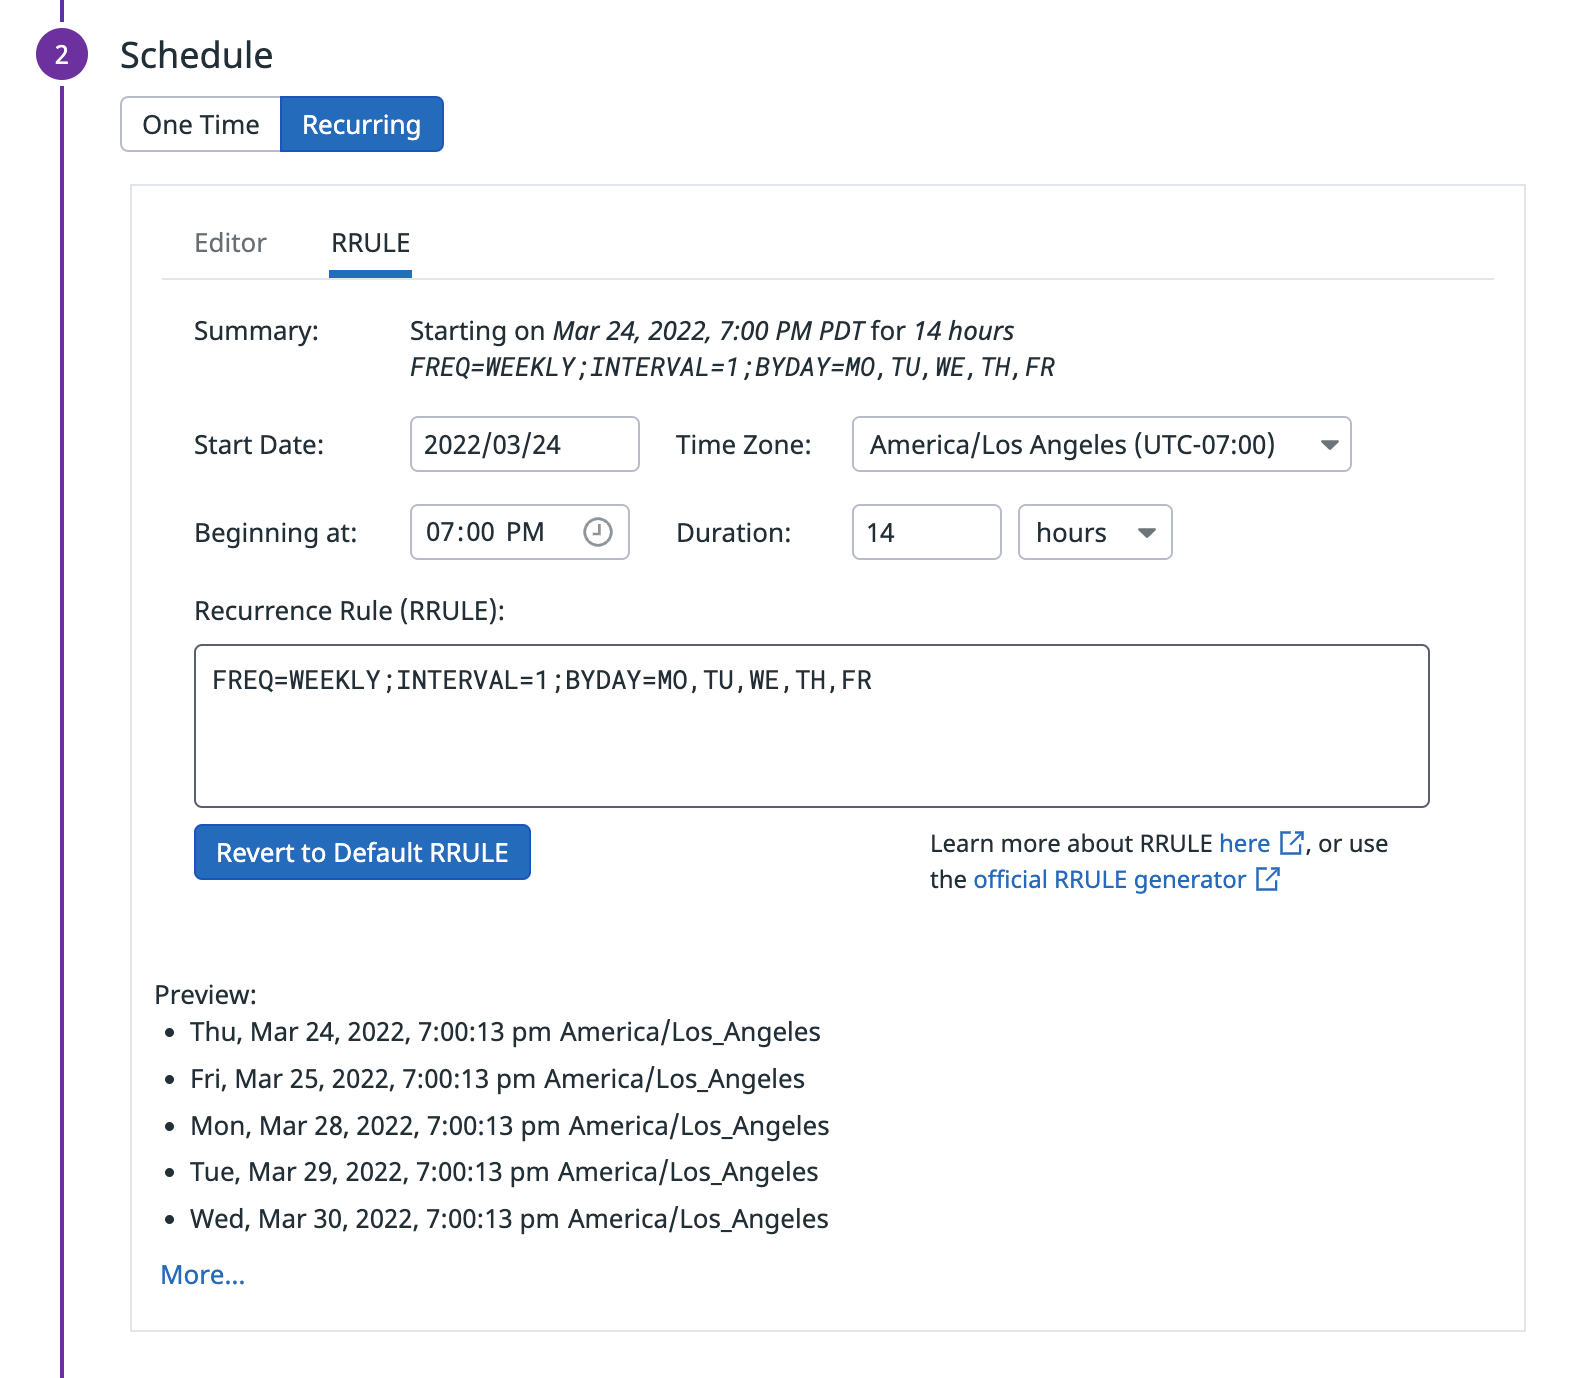 2
Schedule
One Time Recurring
Editor RRULE
Summary: Starting on Mar 24, 2022, 7:00 PM PDT for 14 hours
FREQ=WEEKLY;INTERVAL=1;BYDAY=MO,TU,WE,TH,FR
Start Date: 2022/03/24 Time Zone: America/Los Angeles (UTC-07:00)
Beginning at: 07:00 PM Duration: 14 hours
Recurrence Rule (RRULE):
FREQ=WEEKLY;INTERVAL=1;BYDAY=MO,TU,WE,TH,FR
Revert to Default RRULE
Learn more about RRULE here, or use
the official RRULE generator
Preview:
• Thu, Mar 24, 2022, 7:00:13 pm America/Los_Angeles
• Fri, Mar 25, 2022, 7:00:13 pm America/Los_Angeles
• Mon, Mar 28, 2022, 7:00:13 pm America/Los_Angeles
• Tue, Mar 29, 2022, 7:00:13 pm America/Los_Angeles
• Wed, Mar 30, 2022, 7:00:13 pm America/Los_Angeles
More...